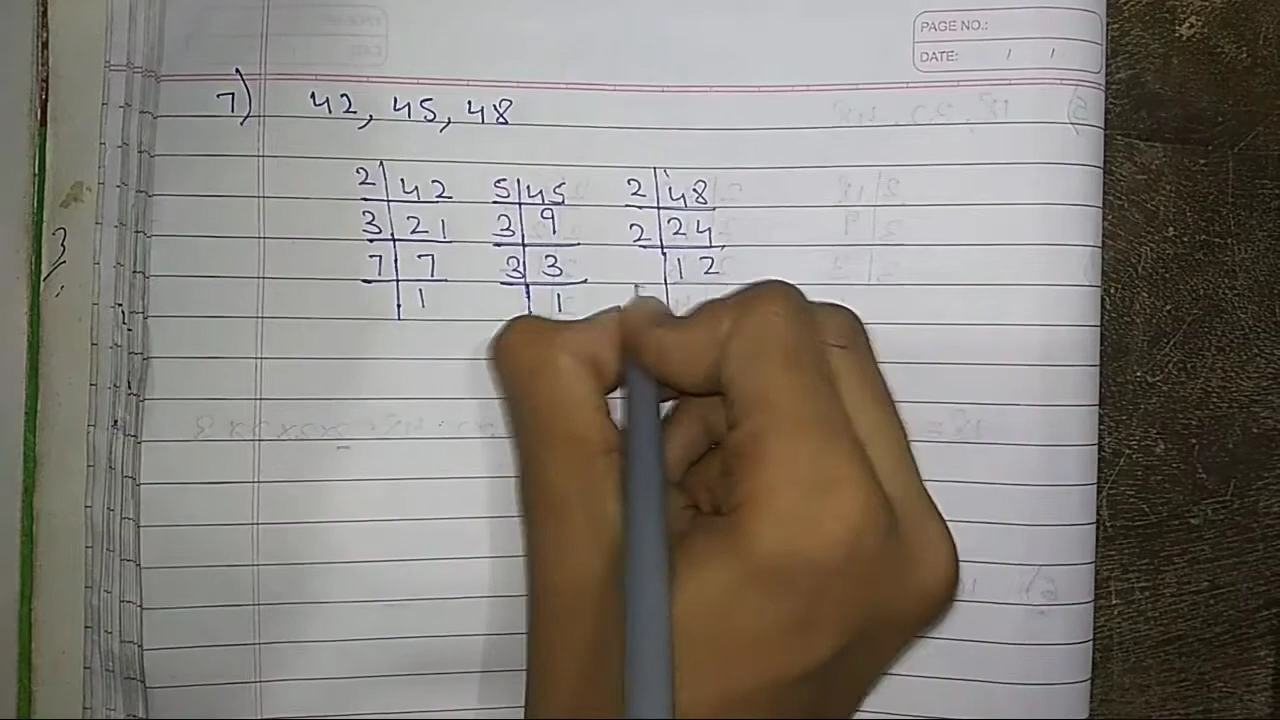 PAGE NO.:
DATE: / /
7) 42, 45, 48
2 | 42 5 | 45 2 | 48
3 | 21 3 | 9 2 | 24
7 | 7 3 | 3 | 12
| 1 | 1
3